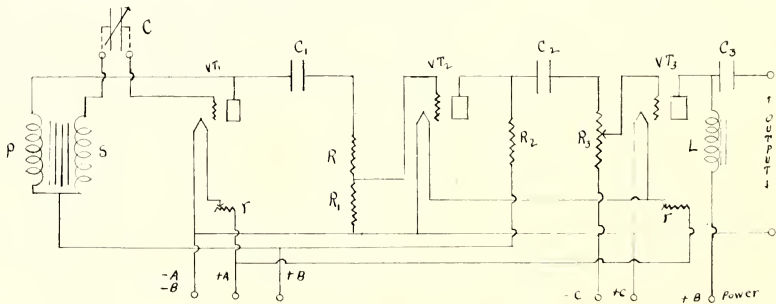 C
VT1
C1
VT2
C2
VT3
C3
P
S
R
R1
R2
R3
L
OUTPUT
r
r
-A
-B
+A
+B
-C
+C
+B
Power